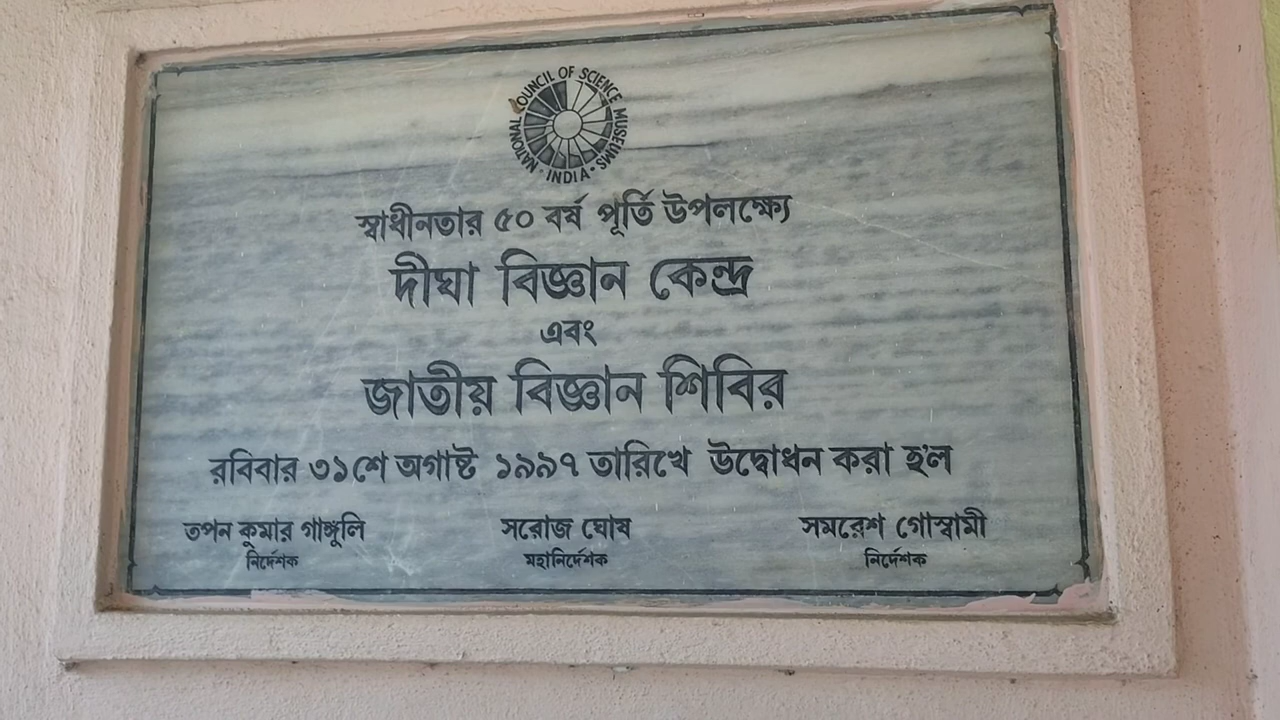 NATIONAL COUNCIL OF SCIENCE MUSEUMS
· INDIA ·
স্বাধীনতার ৫০ বর্ষ পূর্তি উপলক্ষ্যে
দীঘা বিজ্ঞান কেন্দ্র
এবং
জাতীয় বিজ্ঞান শিবির
রবিবার ৩১শে অগাষ্ট ১৯৯৭ তারিখে উদ্বোধন করা হ'ল
তপন কুমার গাঙ্গুলি সরোজ ঘোষ সমরেশ গোস্বামী
নির্দেশক মহানির্দেশক নির্দেশক